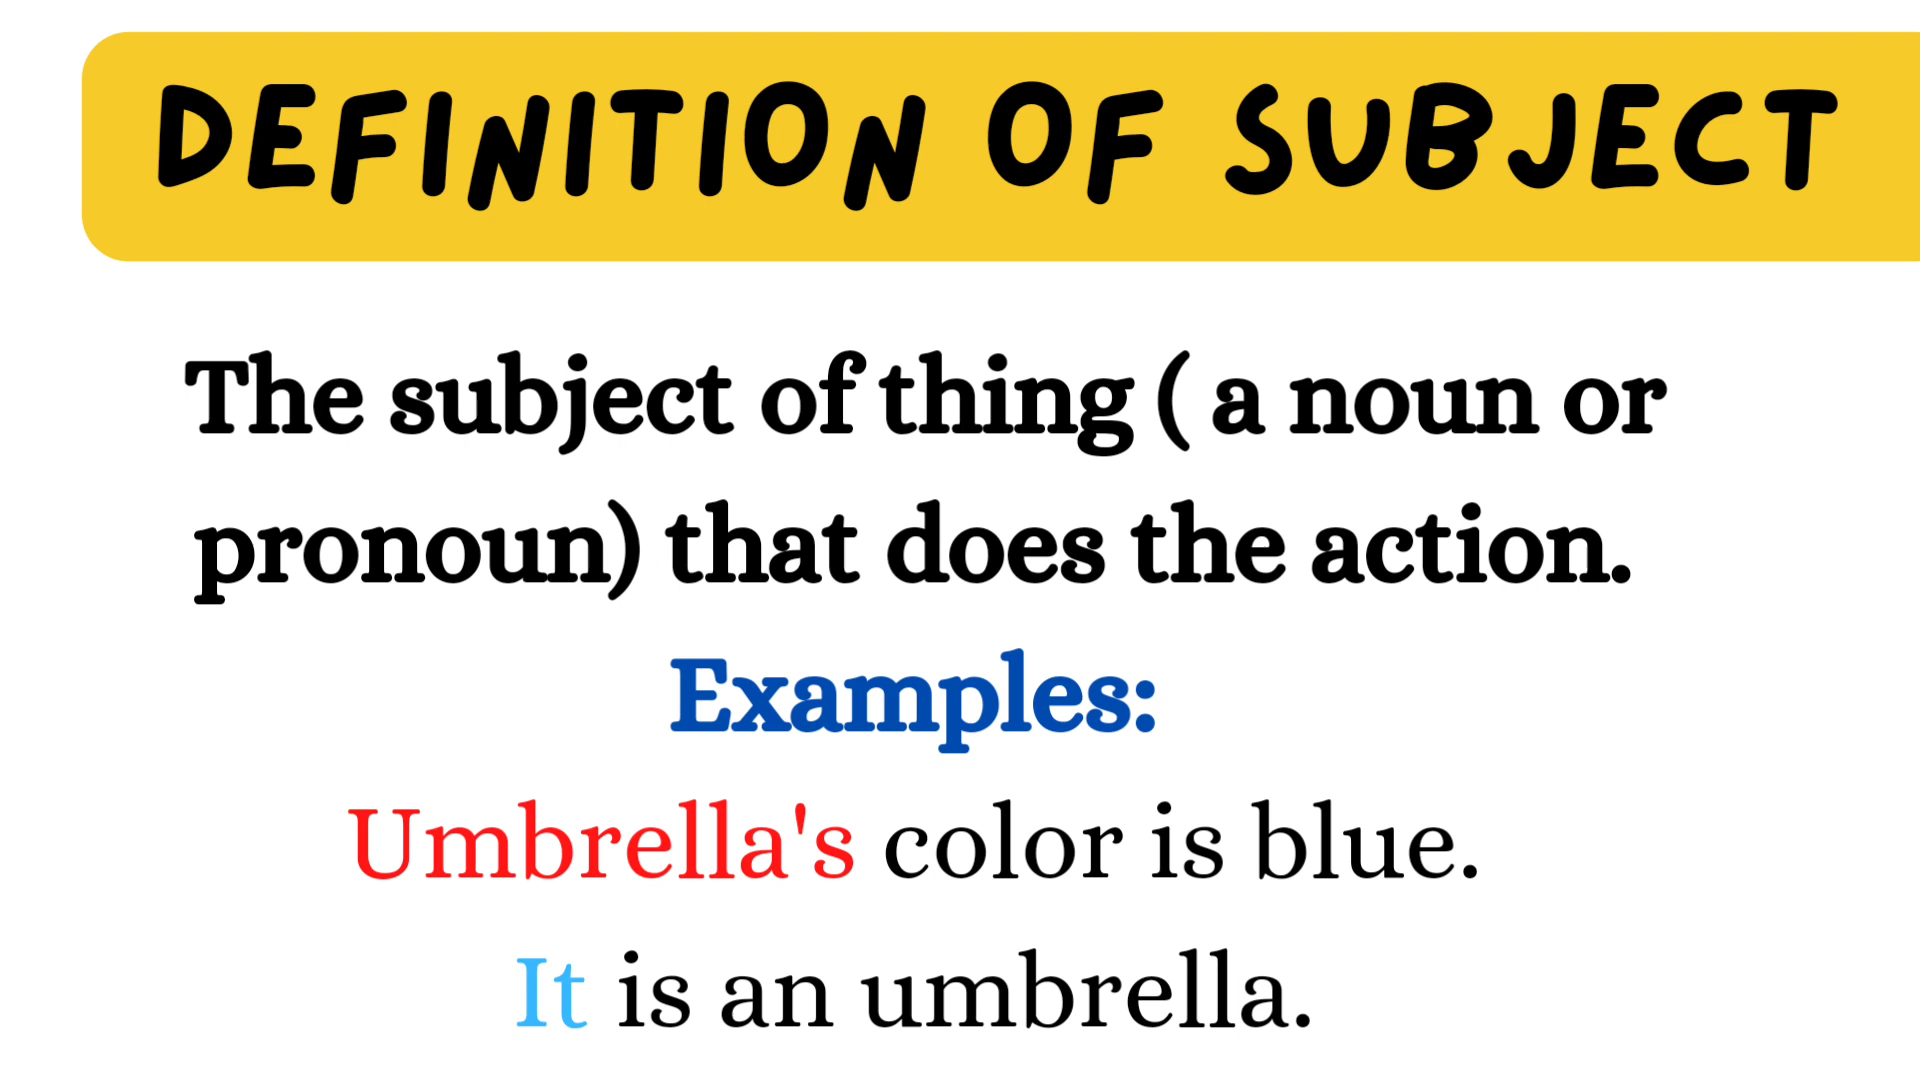 DEFINITION OF SUBJECT
The subject of thing ( a noun or
pronoun) that does the action.
Examples:
Umbrella's color is blue.
It is an umbrella.